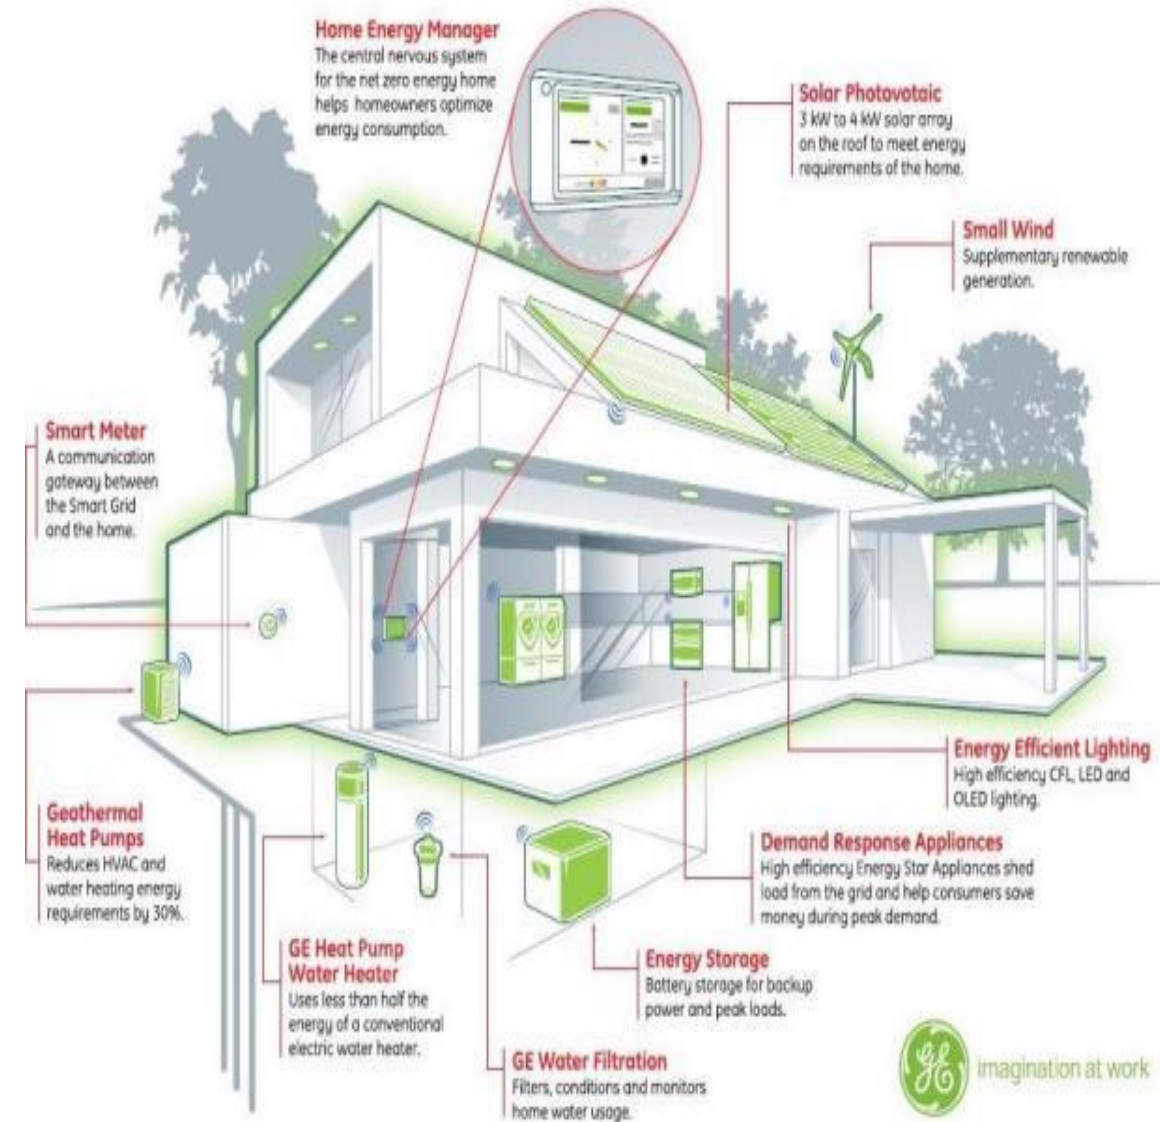 Home Energy Manager
The central nervous system
for the net zero energy home
helps homeowners optimize
energy consumption.
Solar Photovotaic
3 kW to 4 kW solar array
on the roof to meet energy
requirements of the home.
Small Wind
Supplementary renewable
generation.
Smart Meter
A communication
gateway between
the Smart Grid
and the home.
Energy Efficient Lighting
High efficiency CFL, LED and
OLED lighting.
Geothermal
Heat Pumps
Reduces HVAC and
water heating energy
requirements by 30%.
Demand Response Appliances
High efficiency Energy Star Appliances shed
load from the grid and help consumers save
money during peak demand.
GE Heat Pump
Water Heater
Uses less than half the
energy of a conventional
electric water heater.
Energy Storage
Battery storage for backup
power and peak loads.
GE Water Filtration
Filters, conditions and monitors
home water usage.
GE
imagination at work